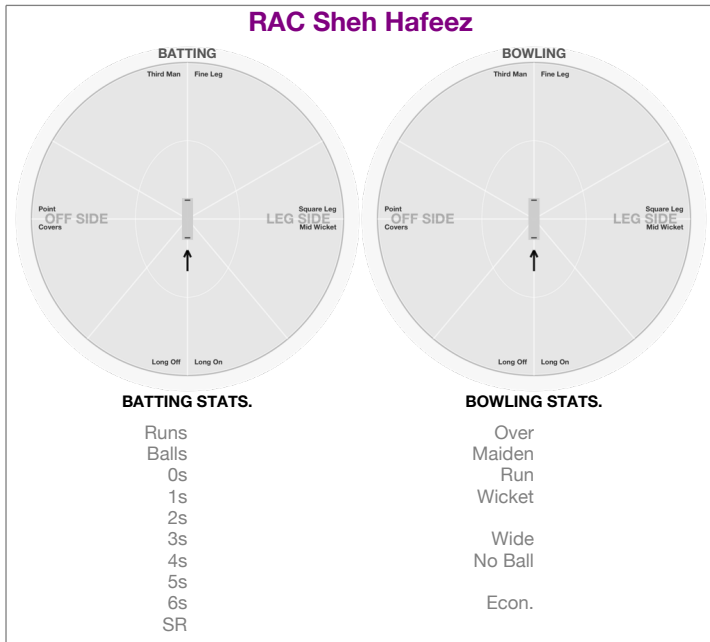 RAC Sheh Hafeez
BATTING
Third Man Fine Leg
Point
OFF SIDE
Covers
Square Leg
LEG SIDE
Mid Wicket
Long Off Long On
BOWLING
Third Man Fine Leg
Point
OFF SIDE
Covers
Square Leg
LEG SIDE
Mid Wicket
Long Off Long On
BATTING STATS.
Runs
Balls
0s
1s
2s
3s
4s
5s
6s
SR
BOWLING STATS.
Over
Maiden
Run
Wicket
Wide
No Ball
Econ.